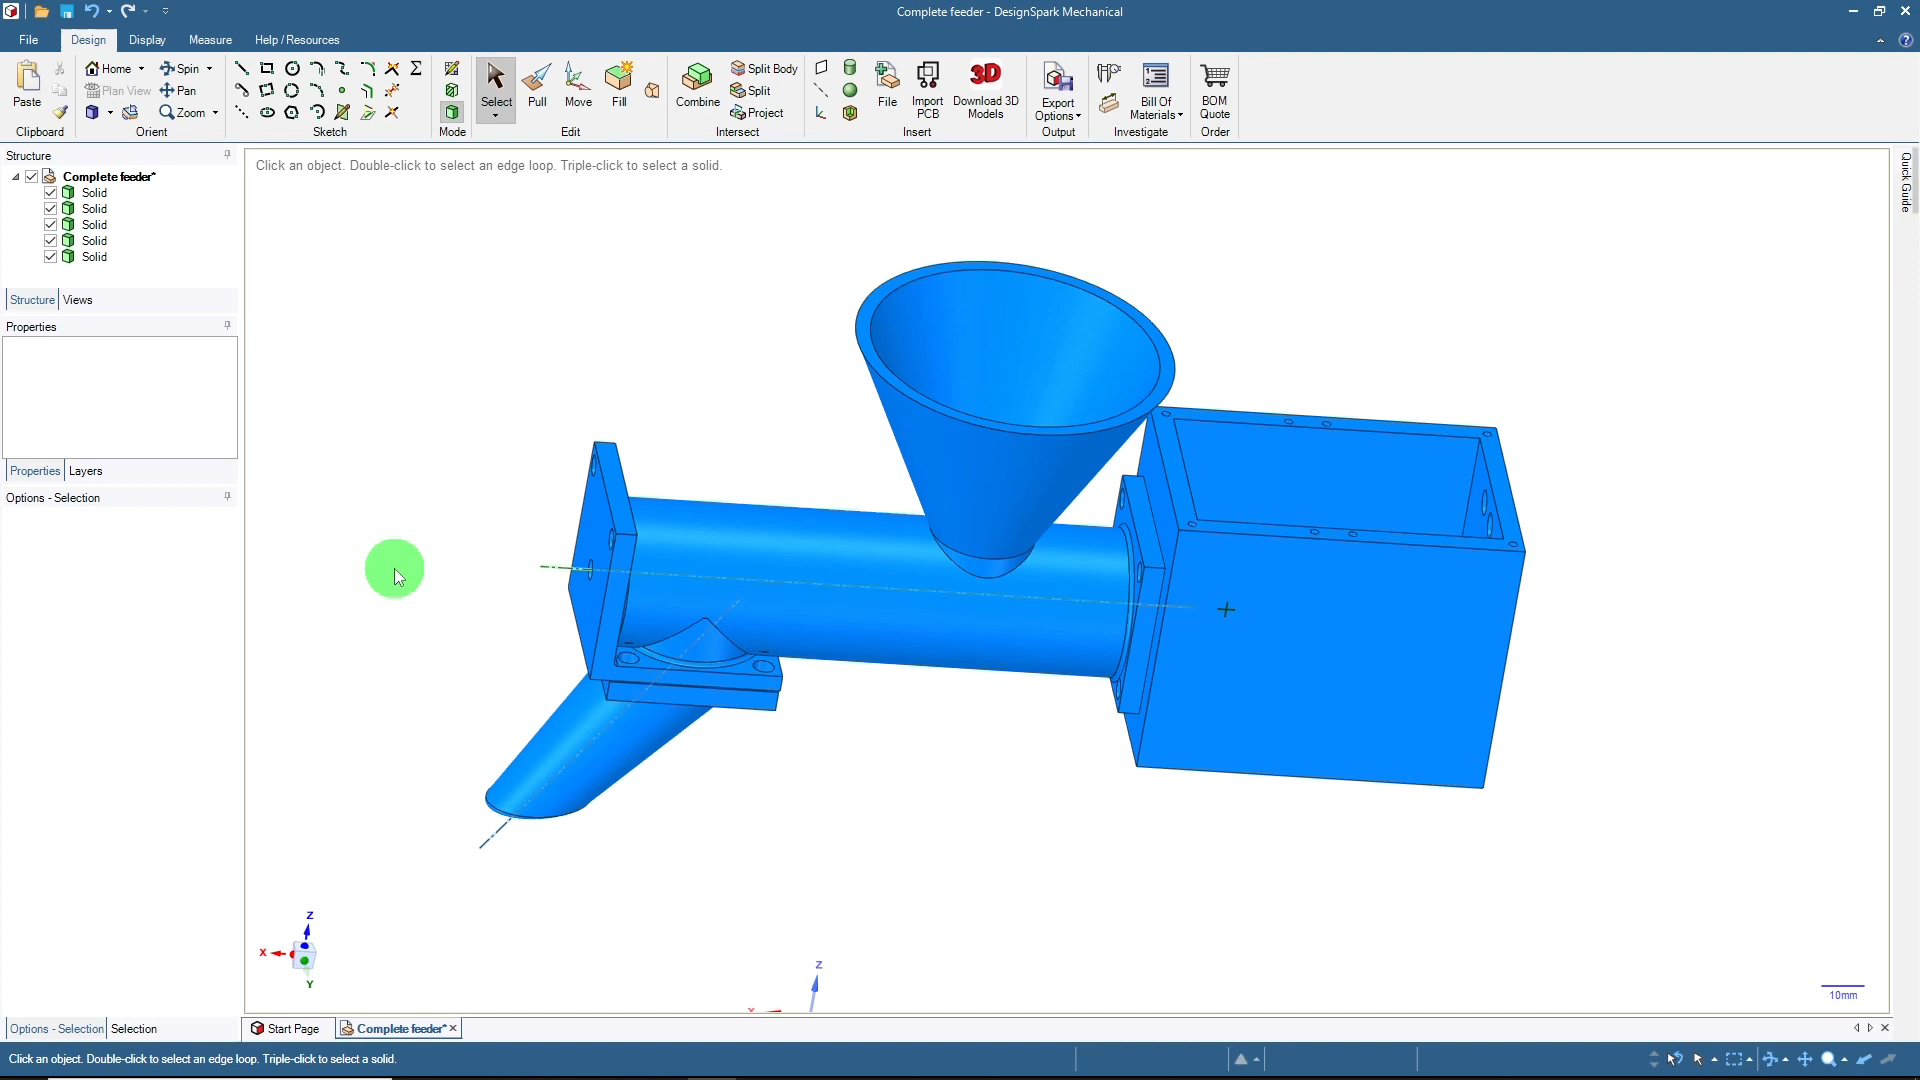 Complete feeder - DesignSpark Mechanical
File Design Display Measure Help / Resources
Paste
Clipboard
Home
Plan View
Spin
Pan
Zoom
Orient
Sketch
Mode
Select
Pull
Move
Fill
Edit
Combine
Split Body
Split
Project
Intersect
File
Import PCB
3D
Download 3D Models
Insert
Export Options
Output
Bill Of Materials
Investigate
BOM Quote
Order
Structure
Complete feeder*
Solid
Solid
Solid
Solid
Solid
Structure Views
Properties
Properties Layers
Options - Selection
Click an object. Double-click to select an edge loop. Triple-click to select a solid.
Quick Guide
Z
X
Y
Z
10mm
Options - Selection Selection
Start Page Complete feeder*
Click an object. Double-click to select an edge loop. Triple-click to select a solid.